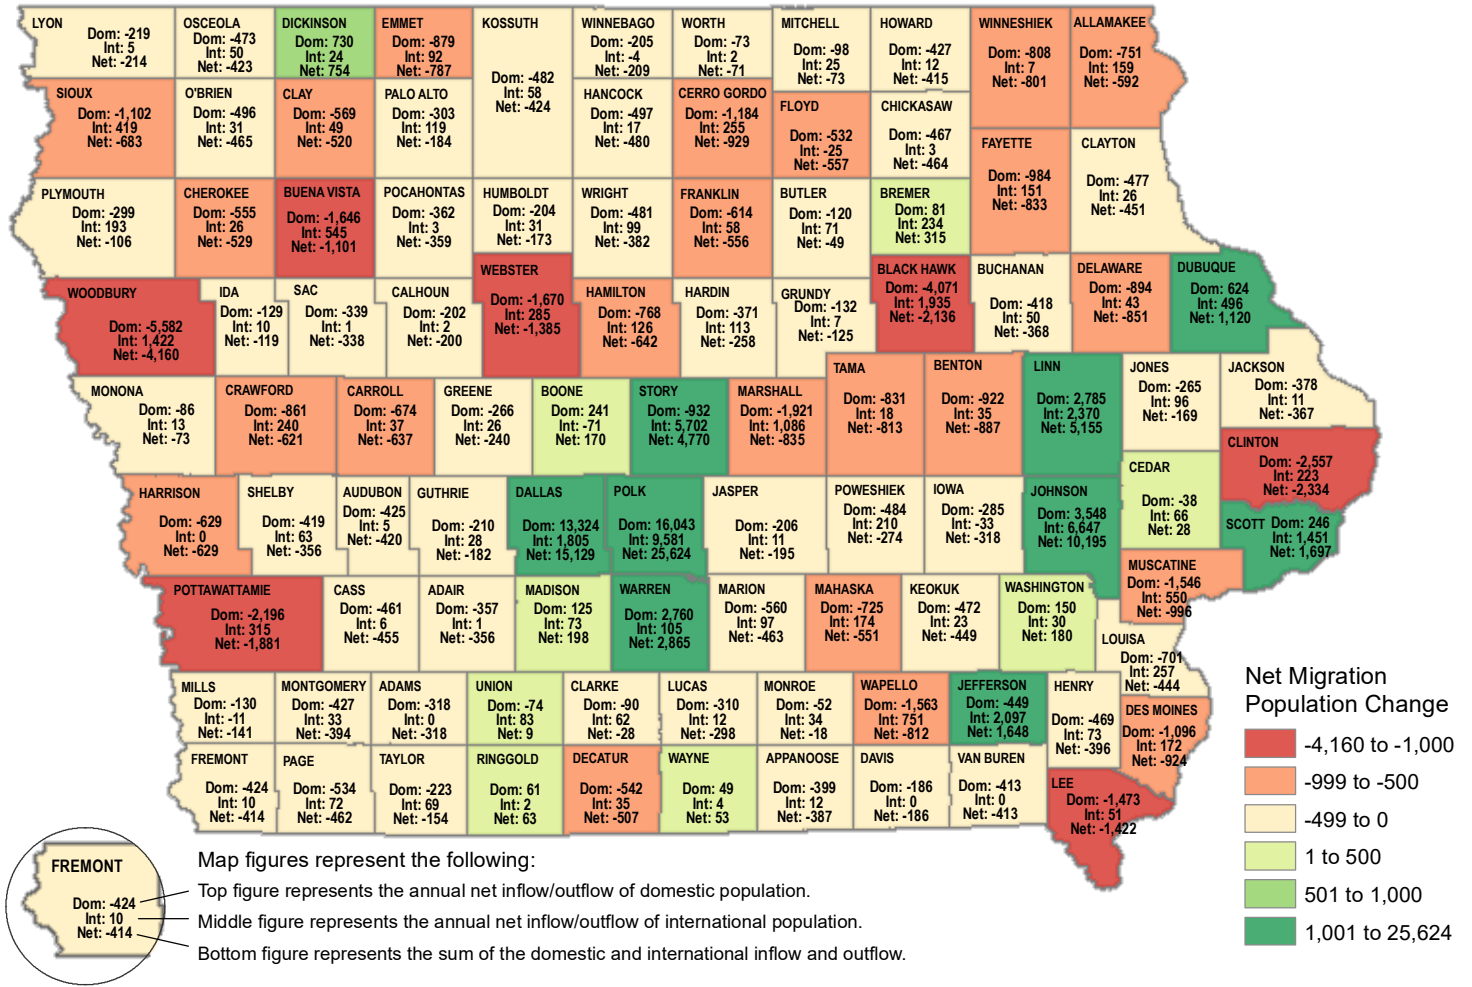 LYON
Dom: -219
Int: 5
Net: -214
OSCEOLA
Dom: -473
Int: 50
Net: -423
DICKINSON
Dom: 730
Int: 24
Net: 754
EMMET
Dom: -879
Int: 92
Net: -787
KOSSUTH
Dom: -482
Int: 58
Net: -424
WINNEBAGO
Dom: -205
Int: -4
Net: -209
WORTH
Dom: -73
Int: 2
Net: -71
MITCHELL
Dom: -98
Int: 25
Net: -73
HOWARD
Dom: -427
Int: 12
Net: -415
WINNESHIEK
Dom: -808
Int: 7
Net: -801
ALLAMAKEE
Dom: -751
Int: 159
Net: -592
SIOUX
Dom: -1,102
Int: 419
Net: -683
O'BRIEN
Dom: -496
Int: 31
Net: -465
CLAY
Dom: -569
Int: 49
Net: -520
PALO ALTO
Dom: -303
Int: 119
Net: -184
HANCOCK
Dom: -497
Int: 17
Net: -480
CERRO GORDO
Dom: -1,184
Int: 255
Net: -929
FLOYD
Dom: -532
Int: -25
Net: -557
CHICKASAW
Dom: -467
Int: 3
Net: -464
FAYETTE
Dom: -984
Int: 151
Net: -833
CLAYTON
Dom: -477
Int: 26
Net: -451
PLYMOUTH
Dom: -299
Int: 193
Net: -106
CHEROKEE
Dom: -555
Int: 26
Net: -529
BUENA VISTA
Dom: -1,646
Int: 545
Net: -1,101
POCAHONTAS
Dom: -362
Int: 3
Net: -359
HUMBOLDT
Dom: -204
Int: 31
Net: -173
WRIGHT
Dom: -481
Int: 99
Net: -382
FRANKLIN
Dom: -614
Int: 58
Net: -556
BUTLER
Dom: -120
Int: 71
Net: -49
BREMER
Dom: 81
Int: 234
Net: 315
WOODBURY
Dom: -5,582
Int: 1,422
Net: -4,160
IDA
Dom: -129
Int: 10
Net: -119
SAC
Dom: -339
Int: 1
Net: -338
CALHOUN
Dom: -202
Int: 2
Net: -200
WEBSTER
Dom: -1,670
Int: 285
Net: -1,385
HAMILTON
Dom: -768
Int: 126
Net: -642
HARDIN
Dom: -371
Int: 113
Net: -258
GRUNDY
Dom: -132
Int: 7
Net: -125
BLACK HAWK
Dom: -4,071
Int: 1,935
Net: -2,136
BUCHANAN
Dom: -418
Int: 50
Net: -368
DELAWARE
Dom: -894
Int: 43
Net: -851
DUBUQUE
Dom: 624
Int: 496
Net: 1,120
MONONA
Dom: -86
Int: 13
Net: -73
CRAWFORD
Dom: -861
Int: 240
Net: -621
CARROLL
Dom: -674
Int: 37
Net: -637
GREENE
Dom: -266
Int: 26
Net: -240
BOONE
Dom: 241
Int: -71
Net: 170
STORY
Dom: -932
Int: 5,702
Net: 4,770
MARSHALL
Dom: -1,921
Int: 1,086
Net: -835
TAMA
Dom: -831
Int: 18
Net: -813
BENTON
Dom: -922
Int: 35
Net: -887
LINN
Dom: 2,785
Int: 2,370
Net: 5,155
JONES
Dom: -265
Int: 96
Net: -169
JACKSON
Dom: -378
Int: 11
Net: -367
CLINTON
Dom: -2,557
Int: 223
Net: -2,334
CEDAR
Dom: -38
Int: 66
Net: 28
HARRISON
Dom: -629
Int: 0
Net: -629
SHELBY
Dom: -419
Int: 63
Net: -356
AUDUBON
Dom: -425
Int: 5
Net: -420
GUTHRIE
Dom: -210
Int: 28
Net: -182
DALLAS
Dom: 13,324
Int: 1,805
Net: 15,129
POLK
Dom: 16,043
Int: 9,581
Net: 25,624
JASPER
Dom: -206
Int: 11
Net: -195
POWESHIEK
Dom: -484
Int: 210
Net: -274
IOWA
Dom: -285
Int: -33
Net: -318
JOHNSON
Dom: 3,548
Int: 6,647
Net: 10,195
SCOTT
Dom: 246
Int: 1,451
Net: 1,697
MUSCATINE
Dom: -1,546
Int: 550
Net: -996
POTTAWATTAMIE
Dom: -2,196
Int: 315
Net: -1,881
CASS
Dom: -461
Int: 6
Net: -455
ADAIR
Dom: -357
Int: 1
Net: -356
MADISON
Dom: 125
Int: 73
Net: 198
WARREN
Dom: 2,760
Int: 105
Net: 2,865
MARION
Dom: -560
Int: 97
Net: -463
MAHASKA
Dom: -725
Int: 174
Net: -551
KEOKUK
Dom: -472
Int: 23
Net: -449
WASHINGTON
Dom: 150
Int: 30
Net: 180
LOUISA
Dom: -701
Int: 257
Net: -444
MILLS
Dom: -130
Int: -11
Net: -141
MONTGOMERY
Dom: -427
Int: 33
Net: -394
ADAMS
Dom: -318
Int: 0
Net: -318
UNION
Dom: -74
Int: 83
Net: 9
CLARKE
Dom: -90
Int: 62
Net: -28
LUCAS
Dom: -310
Int: 12
Net: -298
MONROE
Dom: -52
Int: 34
Net: -18
WAPELLO
Dom: -1,563
Int: 751
Net: -812
JEFFERSON
Dom: -449
Int: 2,097
Net: 1,648
HENRY
Dom: -469
Int: 73
Net: -396
DES MOINES
Dom: -1,096
Int: 172
Net: -924
FREMONT
Dom: -424
Int: 10
Net: -414
PAGE
Dom: -534
Int: 72
Net: -462
TAYLOR
Dom: -223
Int: 69
Net: -154
RINGGOLD
Dom: 61
Int: 2
Net: 63
DECATUR
Dom: -542
Int: 35
Net: -507
WAYNE
Dom: 49
Int: 4
Net: 53
APPANOOSE
Dom: -399
Int: 12
Net: -387
DAVIS
Dom: -186
Int: 0
Net: -186
VAN BUREN
Dom: -413
Int: 0
Net: -413
LEE
Dom: -1,473
Int: 51
Net: -1,422
Net Migration
Population Change
-4,160 to -1,000
-999 to -500
-499 to 0
1 to 500
501 to 1,000
1,001 to 25,624
FREMONT
Dom: -424
Int: 10
Net: -414
Map figures represent the following:
Top figure represents the annual net inflow/outflow of domestic population.
Middle figure represents the annual net inflow/outflow of international population.
Bottom figure represents the sum of the domestic and international inflow and outflow.